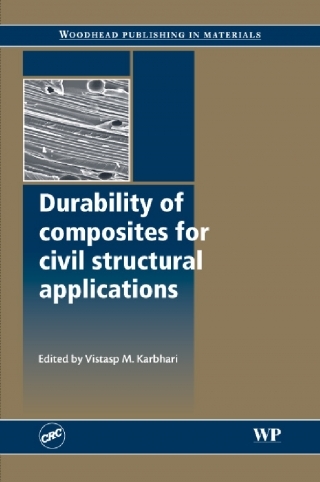 WOODHEAD PUBLISHING IN MATERIALS
Durability of
composites for
civil structural
applications
Edited by Vistasp M. Karbhari
CRC
WP